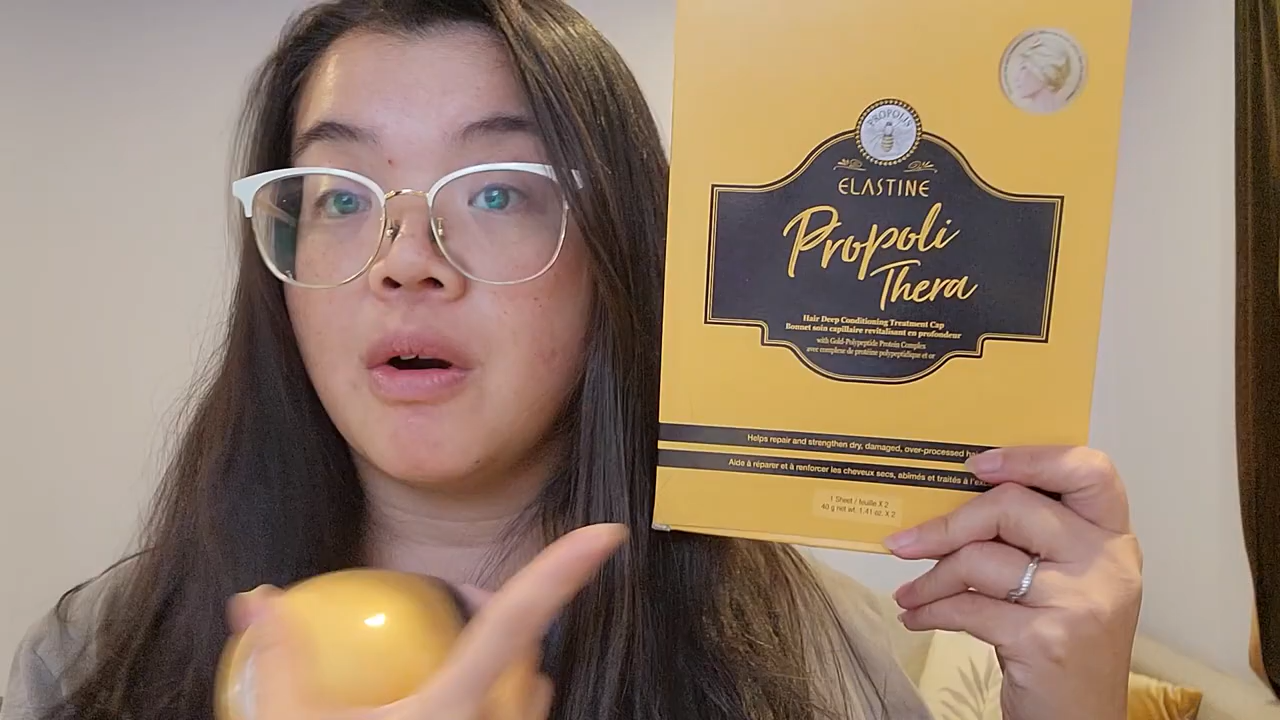 PROPOLIS
ELASTINE
Propoli
Thera
Hair Deep Conditioning Treatment Cap
Bonnet soin capillaire revitalisant en profondeur
with Gold-Polypeptide Protein Complex
avec complexe de protéine polypeptidique et or
Helps repair and strengthen dry, damaged, over-processed
Aide à réparer et à renforcer les cheveux secs, abîmés et traités à
1 Sheet / feuille X 2
40 g net wt. 1.41 oz. X 2